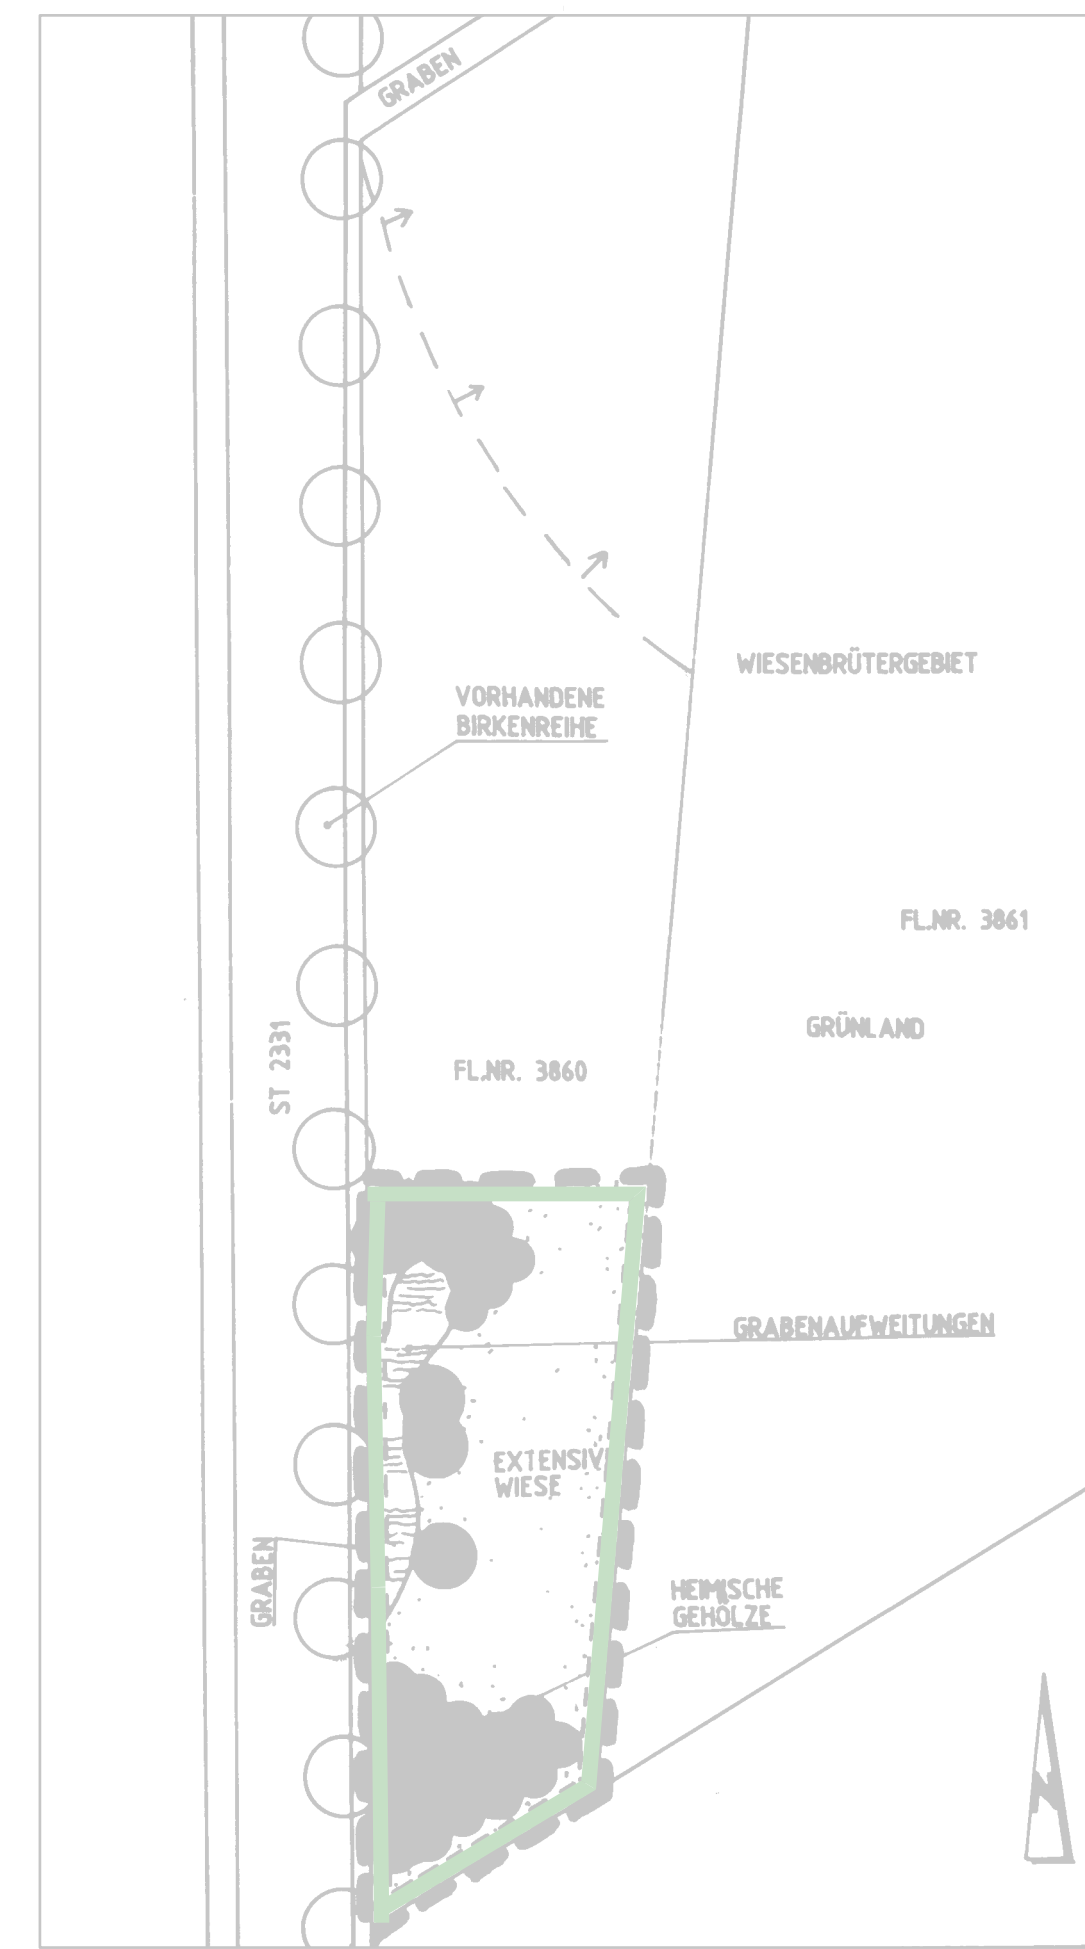 GRABEN
WIESENBRÜTERGEBIET
VORHANDENE
BIRKENREIHE
FL.NR. 3861
GRÜNLAND
ST 2331
FL.NR. 3860
GRABENAUFWEITUNGEN
EXTENSIV
WIESE
GRABEN
HEIMISCHE
GEHÖLZE
N